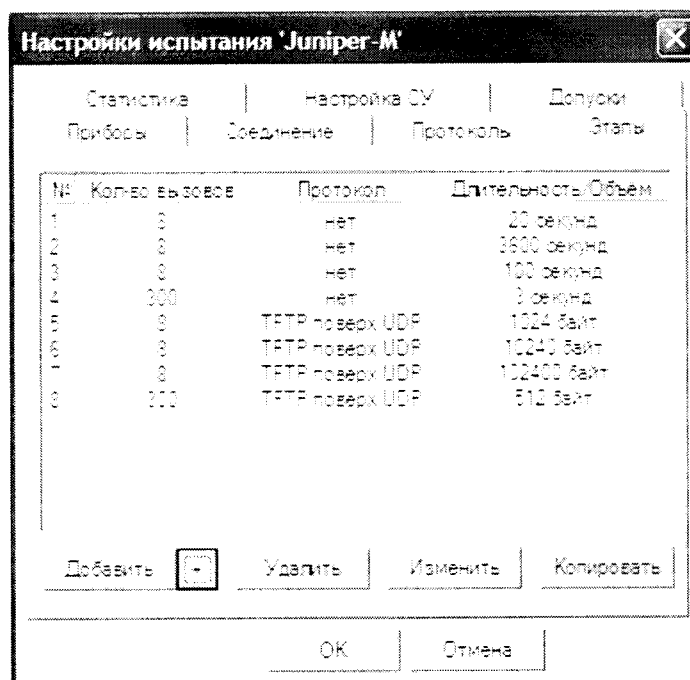 Настройки испытания 'Juniper-M'
Статистика Настройка СУ Допуски
Приборы Соединение Протоколы Этапы
№ Кол-во вызовов Протокол Длительность/Объём
1 8 нет 20 секунд
2 8 нет 3600 секунд
3 8 нет 100 секунд
4 300 нет 3 секунд
5 8 TFTP поверх UDP 1024 байт
6 8 TFTP поверх UDP 10240 байт
7 8 TFTP поверх UDP 102400 байт
8 TFTP поверх UDP 512 байт
Добавить Удалить Изменить Копировать
OK Отмена